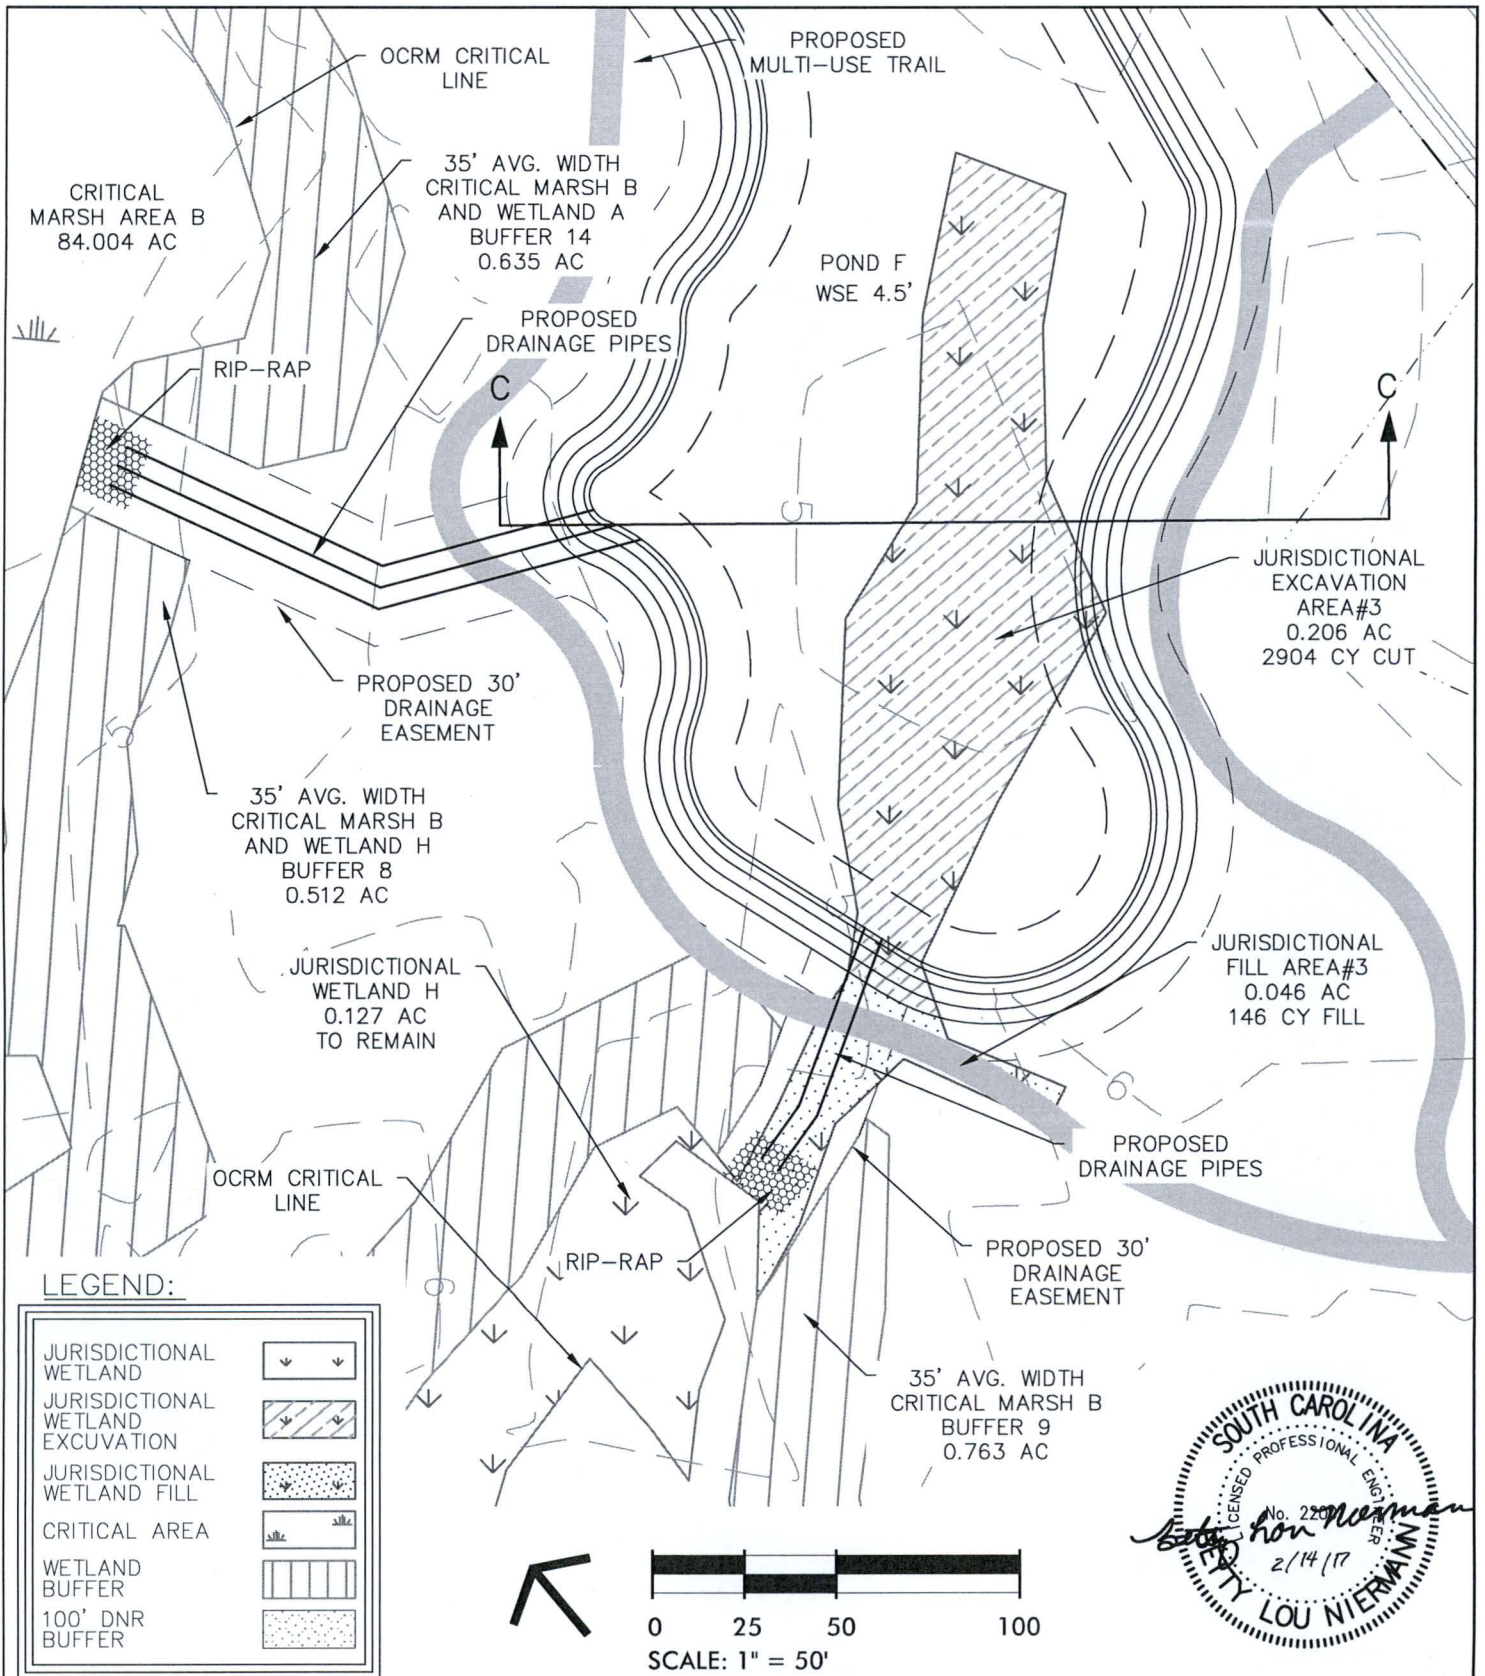 OCRM CRITICAL
LINE
PROPOSED
MULTI-USE TRAIL
35' AVG. WIDTH
CRITICAL MARSH B
AND WETLAND A
BUFFER 14
0.635 AC
CRITICAL
MARSH AREA B
84.004 AC
POND F
WSE 4.5'
PROPOSED
DRAINAGE PIPES
RIP-RAP
C
C
5
JURISDICTIONAL
EXCAVATION
AREA#3
0.206 AC
2904 CY CUT
PROPOSED 30'
DRAINAGE
EASEMENT
5
35' AVG. WIDTH
CRITICAL MARSH B
AND WETLAND H
BUFFER 8
0.512 AC
JURISDICTIONAL
WETLAND H
0.127 AC
TO REMAIN
JURISDICTIONAL
FILL AREA#3
0.046 AC
146 CY FILL
6
PROPOSED
DRAINAGE PIPES
OCRM CRITICAL
LINE
RIP-RAP
6
PROPOSED 30'
DRAINAGE
EASEMENT
35' AVG. WIDTH
CRITICAL MARSH B
BUFFER 9
0.763 AC
LEGEND:
JURISDICTIONAL
WETLAND
JURISDICTIONAL
WETLAND
EXCUVATION
JURISDICTIONAL
WETLAND FILL
CRITICAL AREA
WETLAND
BUFFER
100' DNR
BUFFER
0 25 50 100
SCALE: 1" = 50'
SOUTH CAROLINA
LICENSED PROFESSIONAL ENGINEER
No.
2/14/17
BETTY LOU NIERMANN